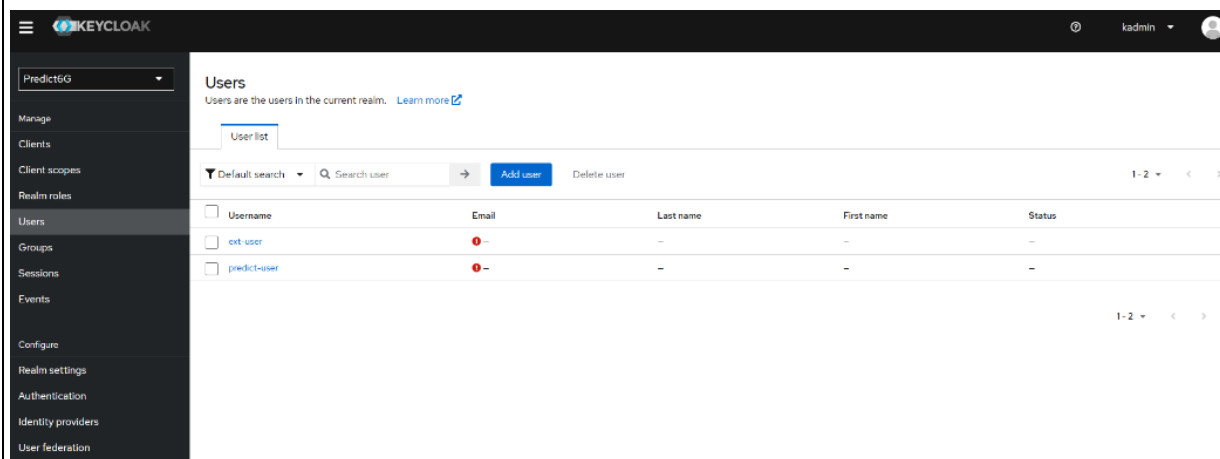 KEYCLOAK
kadmin
Predict6G
Manage
Clients
Client scopes
Realm roles
Users
Groups
Sessions
Events
Configure
Realm settings
Authentication
Identity providers
User federation
Users
Users are the users in the current realm. Learn more
User list
Default search Search user Add user Delete user 1-2
Username Email Last name First name Status
ext-user – – – –
predict-user – – – –
1-2